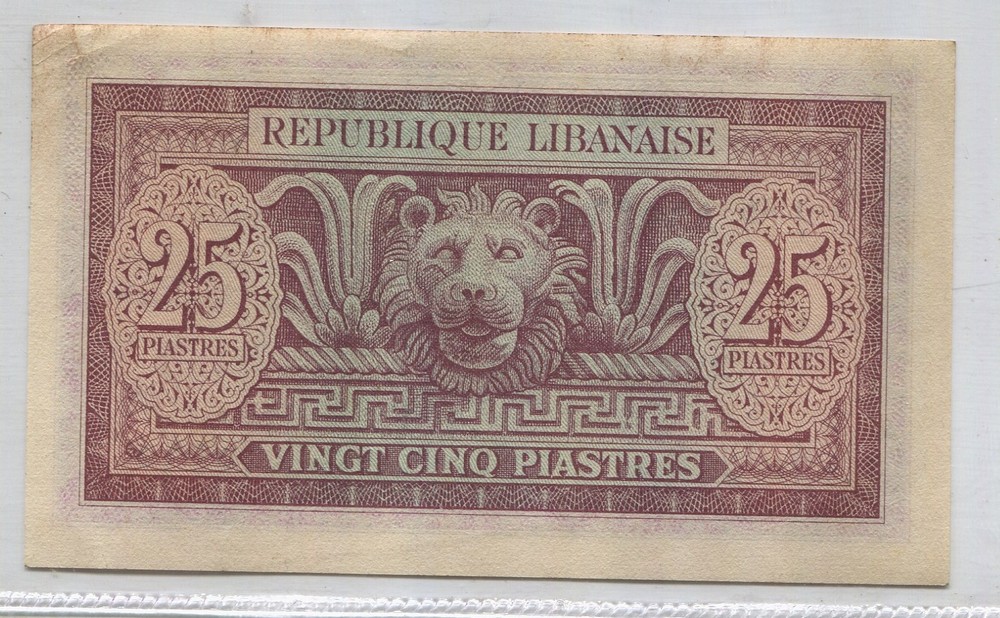 REPUBLIQUE LIBANAISE
25
PIASTRES
25
PIASTRES
VINGT CINQ PIASTRES